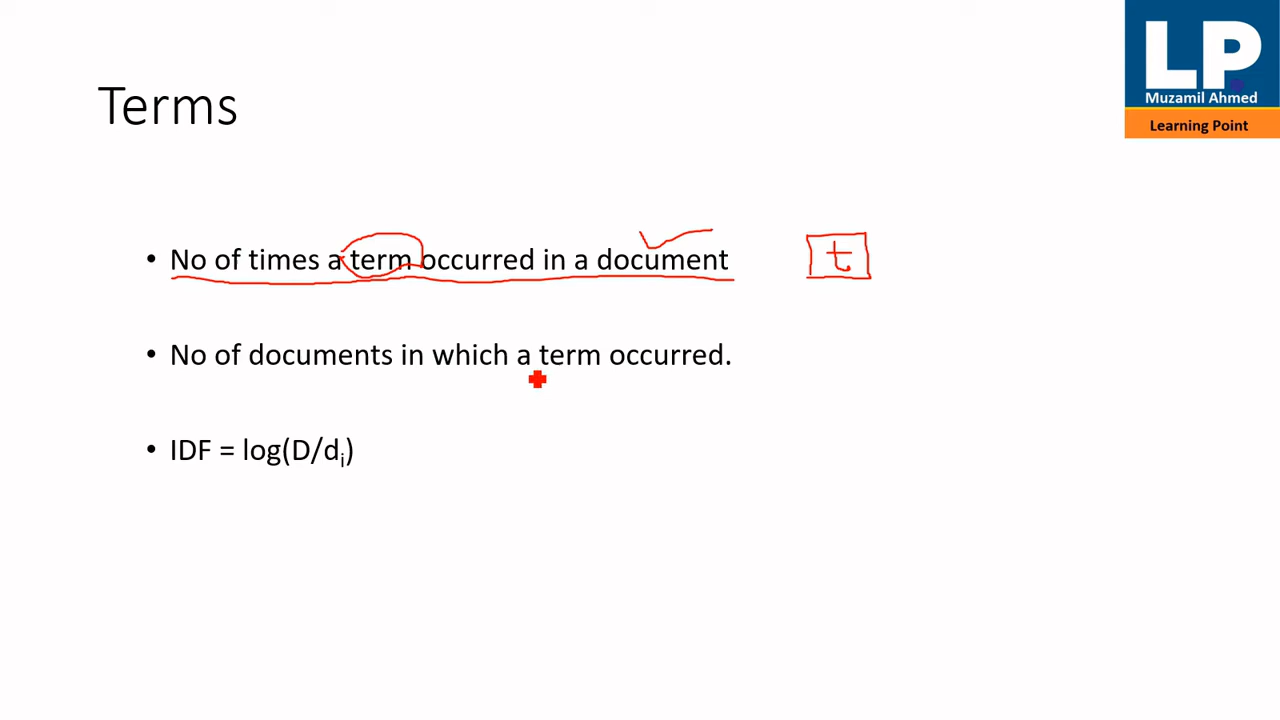 LP.
Muzamil Ahmed
Learning Point
Terms
• No of times a term occurred in a document
t
• No of documents in which a term occurred.
• IDF = log(D/dᵢ)